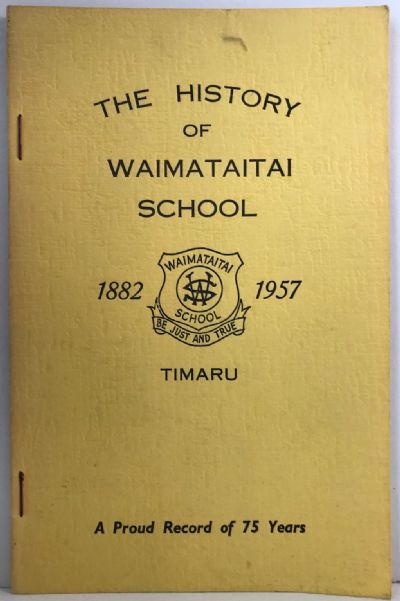 THE HISTORY
OF
WAIMATAITAI
SCHOOL
1882 1957
WAIMATAITAI
WS
SCHOOL
BE JUST AND TRUE
TIMARU
A Proud Record of 75 Years